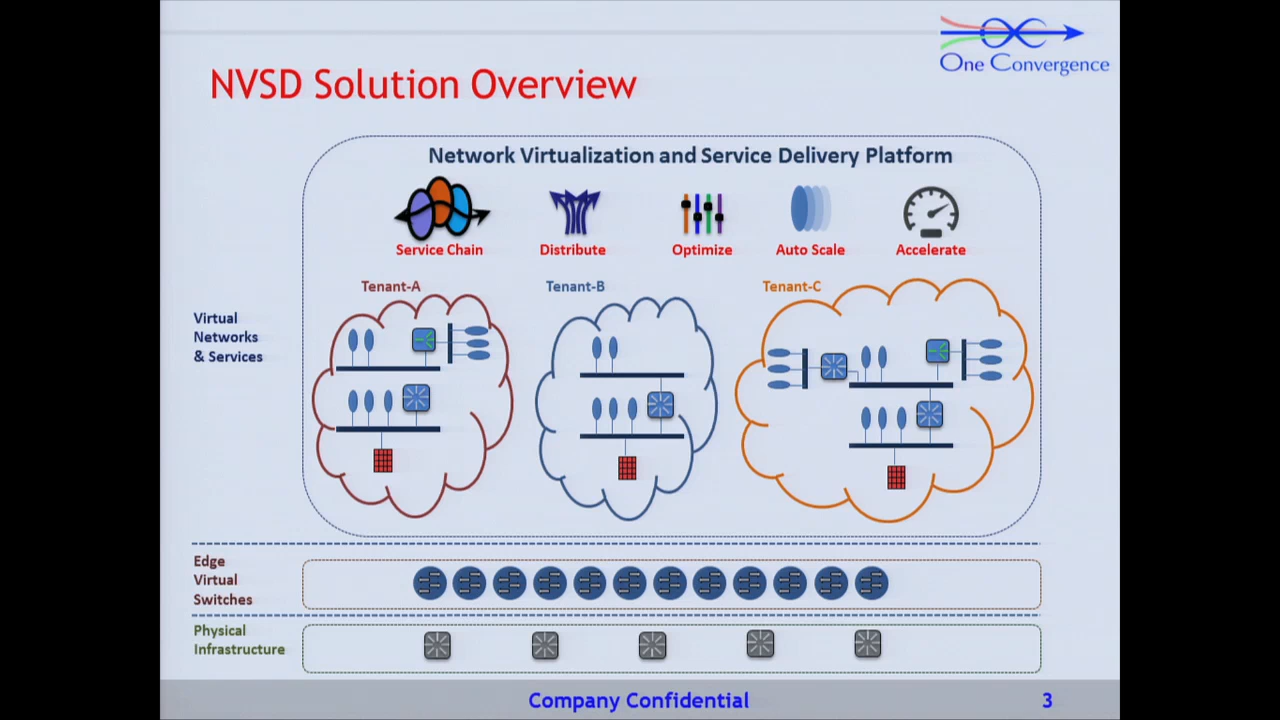 One Convergence
NVSD Solution Overview
Network Virtualization and Service Delivery Platform
Service Chain
Distribute
Optimize
Auto Scale
Accelerate
Tenant-A
Tenant-B
Tenant-C
Virtual
Networks
& Services
Edge
Virtual
Switches
Physical
Infrastructure
Company Confidential
3